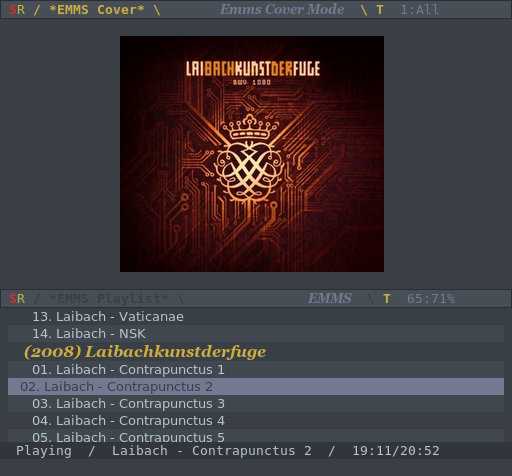 SR / *EMMS Cover* \ Emms Cover Mode \ T 1:All
LAIBACHKUNSTDERFUGE
BWV 1080
SR / *EMMS Playlist* \ EMMS \ T 65:71%
13. Laibach - Vaticanae
14. Laibach - NSK
(2008) Laibachkunstderfuge
01. Laibach - Contrapunctus 1
02. Laibach - Contrapunctus 2
03. Laibach - Contrapunctus 3
04. Laibach - Contrapunctus 4
05. Laibach - Contrapunctus 5
Playing / Laibach - Contrapunctus 2 / 19:11/20:52